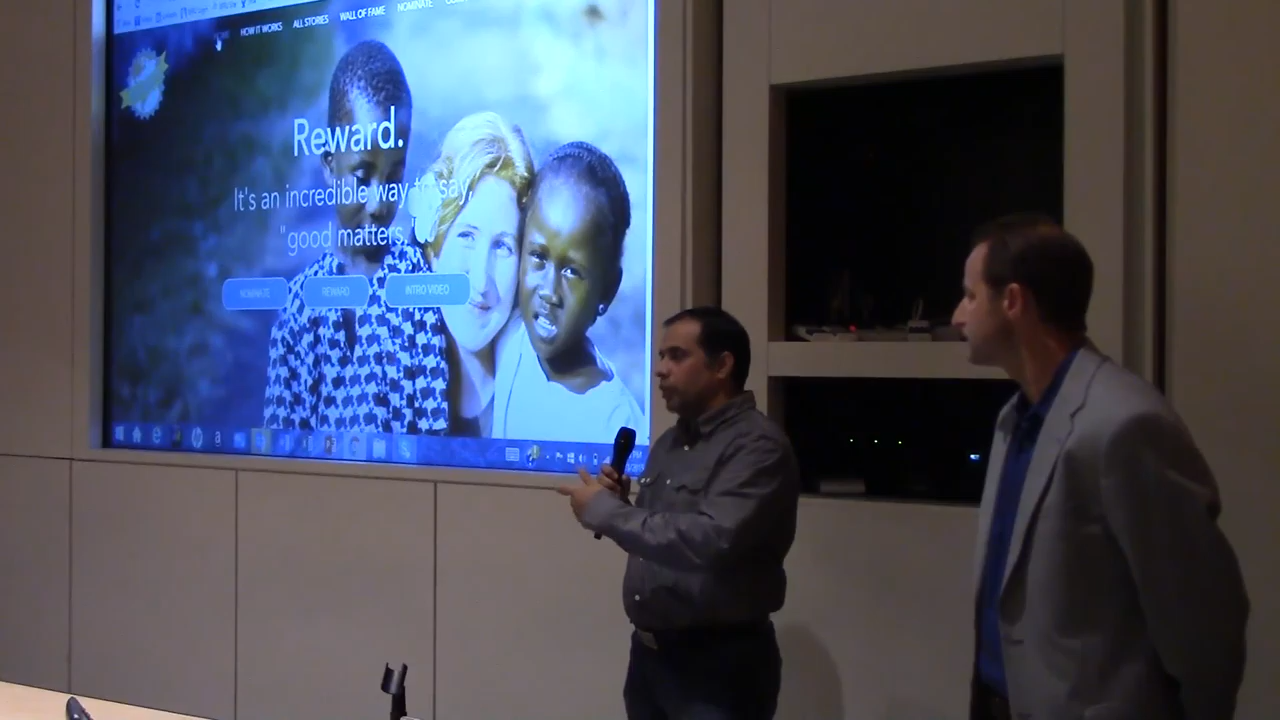 HOW IT WORKS ALL STORIES WALL OF FAME NOMINATE
Reward.
It's an incredible way to say,
"good matters."
NOMINATE REWARD INTRO VIDEO
PM